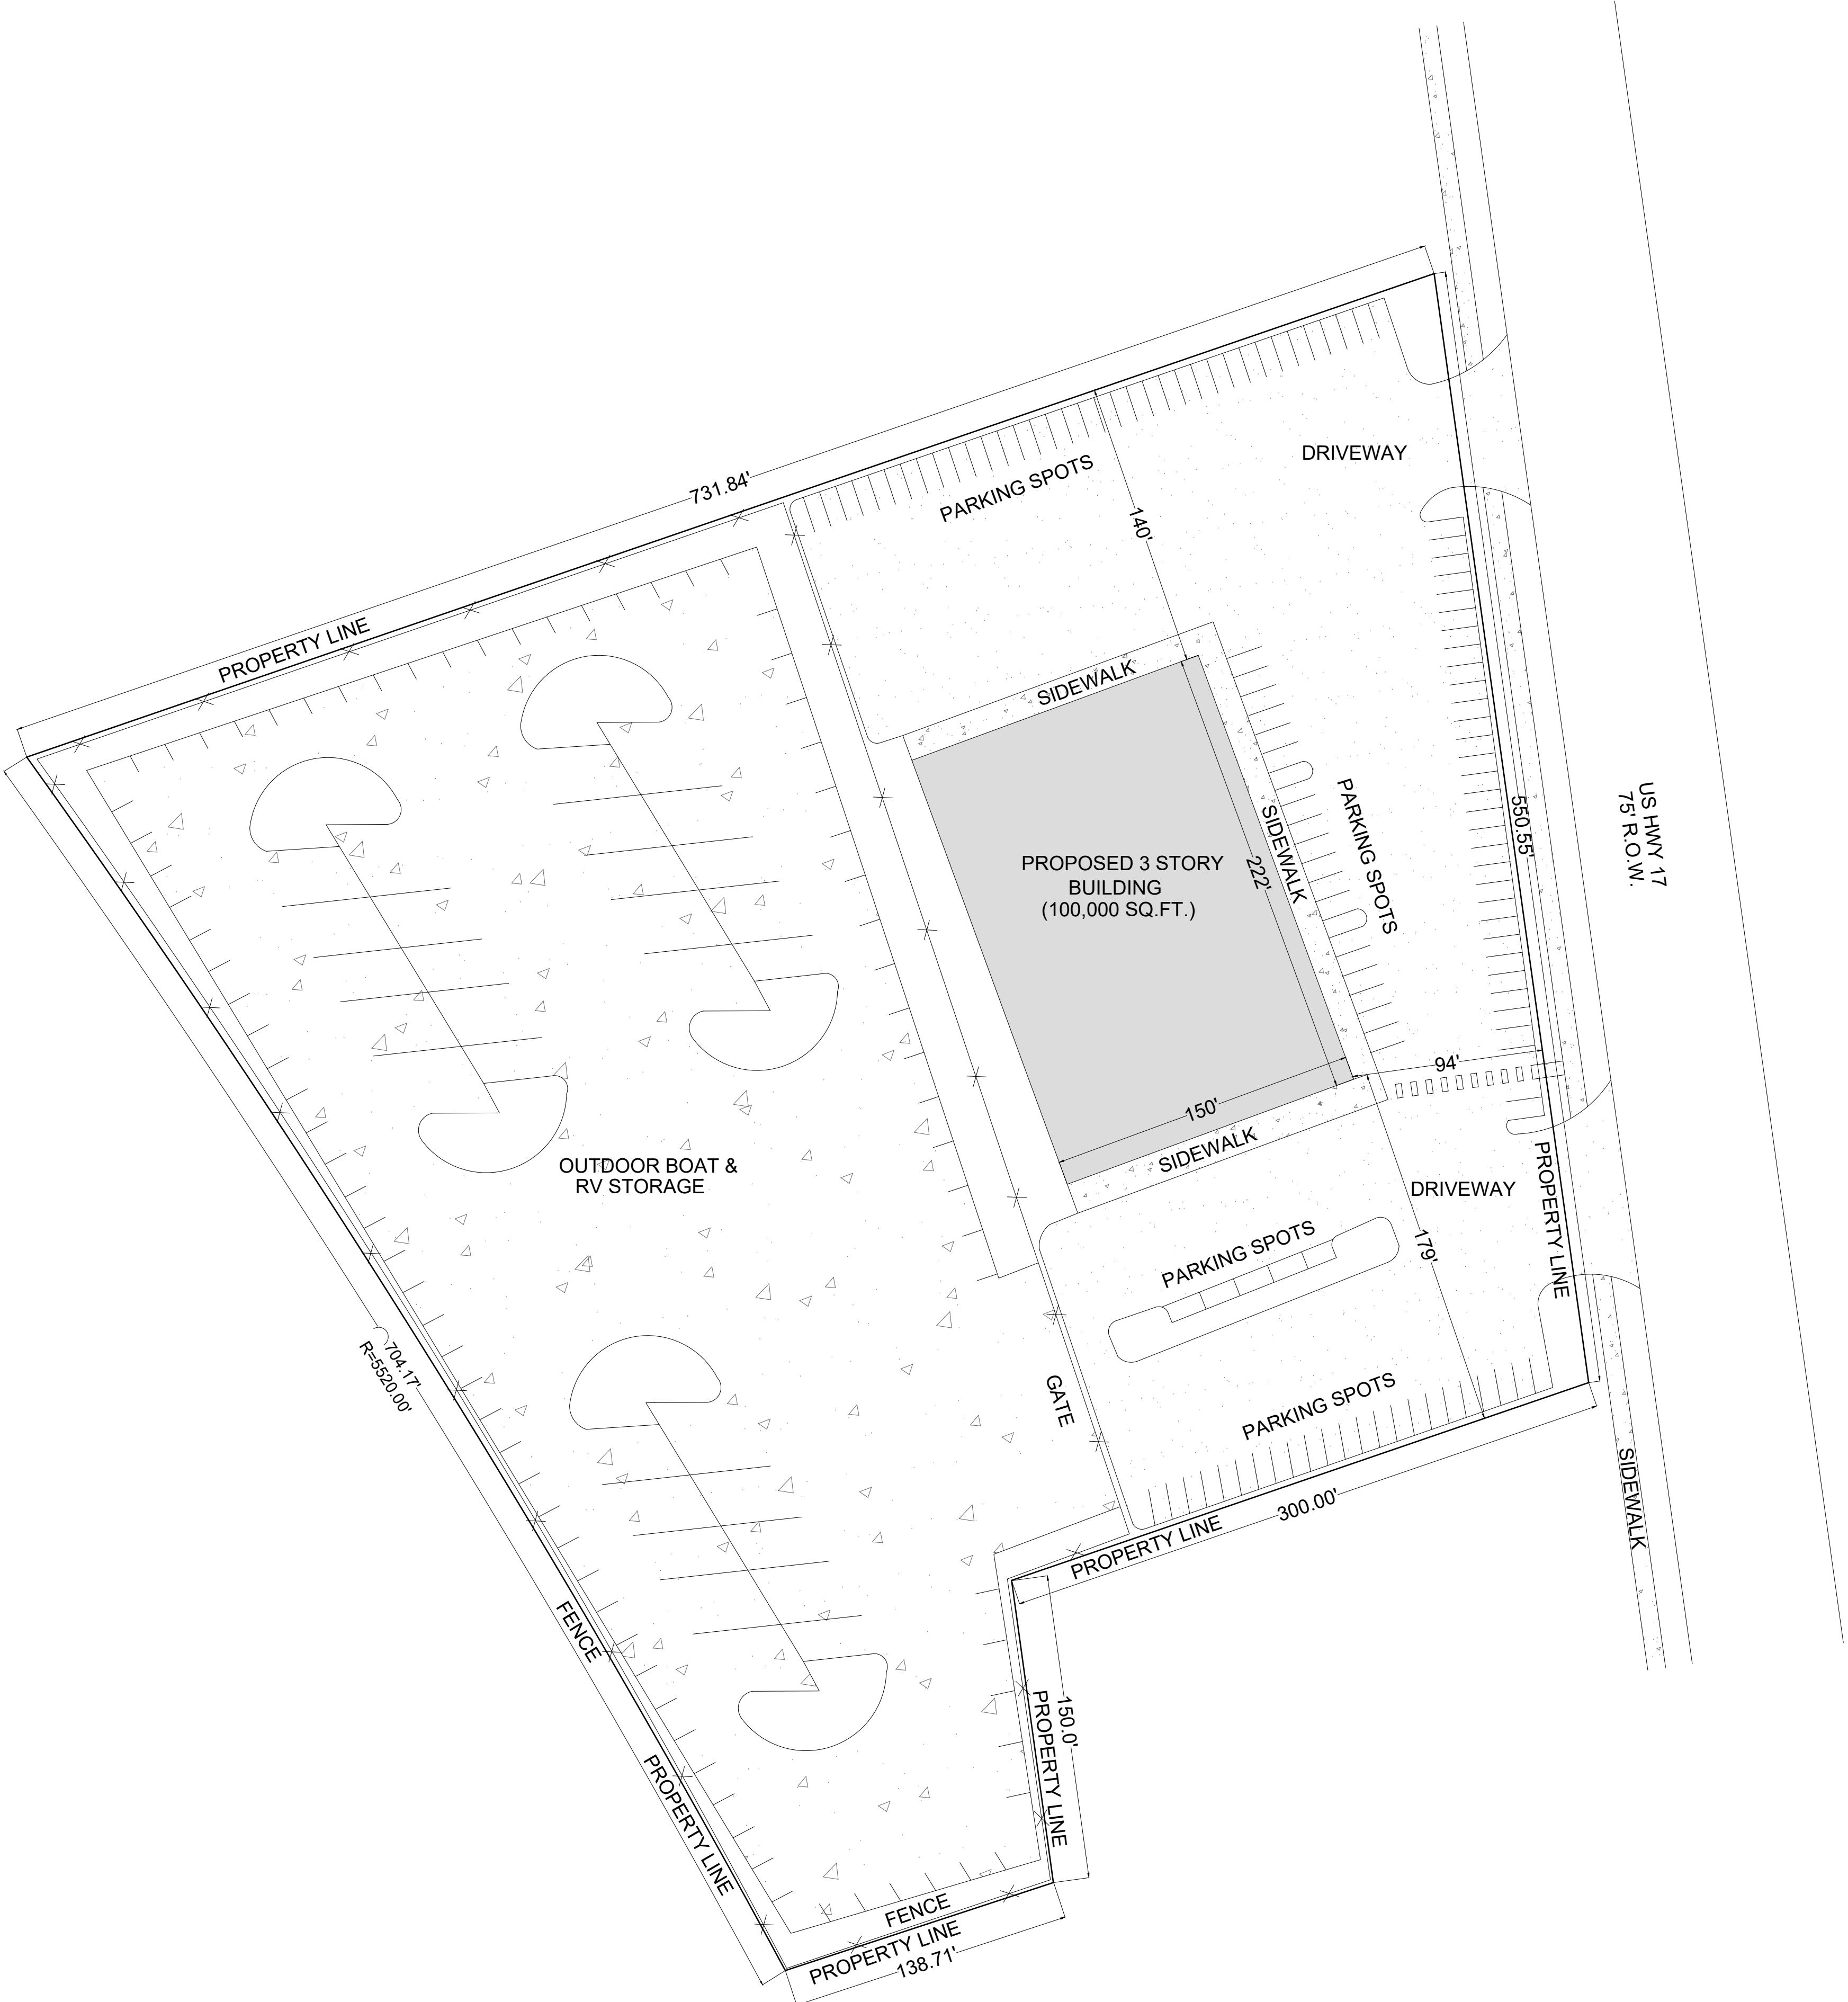 731.84'
PROPERTY LINE
PARKING SPOTS
DRIVEWAY
140'
SIDEWALK
PROPOSED 3 STORY
BUILDING
(100,000 SQ.FT.)
222'
SIDEWALK
PARKING SPOTS
550.55'
US HWY 17
75' R.O.W.
94'
150'
SIDEWALK
OUTDOOR BOAT &
RV STORAGE
DRIVEWAY
PROPERTY LINE
PARKING SPOTS
179'
704.17'
R=5520.00'
GATE
PARKING SPOTS
300.00'
PROPERTY LINE
SIDEWALK
FENCE
150.0'
PROPERTY LINE
PROPERTY LINE
FENCE
PROPERTY LINE
138.71'